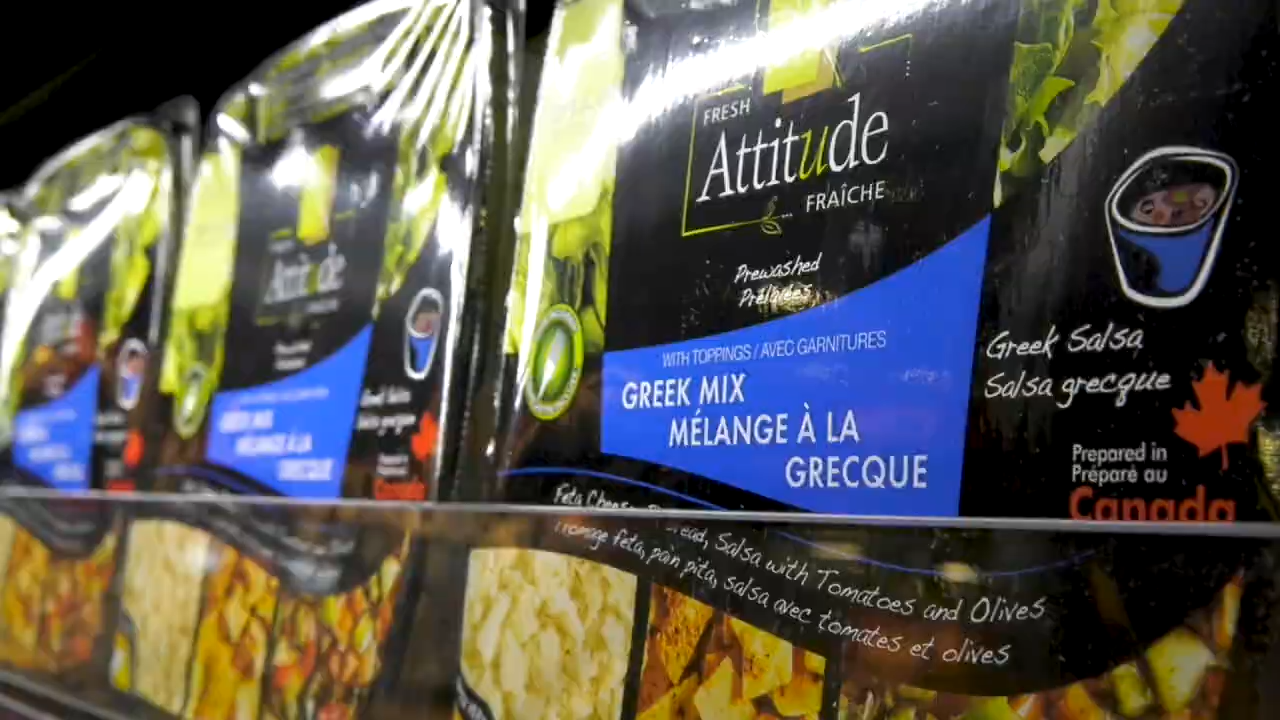 FRESH
Attitude
FRAÎCHE
Prewashed
Prélavées
WITH TOPPINGS / AVEC GARNITURES
GREEK MIX
MÉLANGE À LA
GRECQUE
Greek Salsa
Salsa grecque
Prepared in
Préparé au
Canada
Feta Cheese, Bread, Salsa with Tomatoes and Olives
Fromage feta, pain pita, salsa avec tomates et olives
Attitude
GREEK MIX
MÉLANGE À LA
GRECQUE